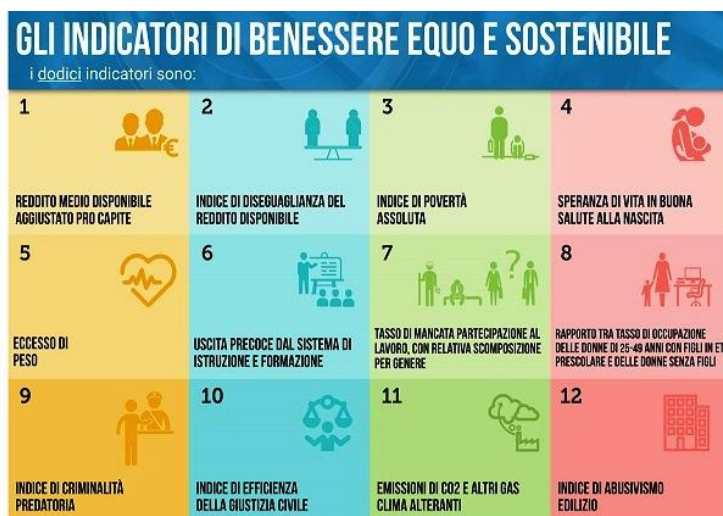 GLI INDICATORI DI BENESSERE EQUO E SOSTENIBILE
i dodici indicatori sono:
1
REDDITO MEDIO DISPONIBILE
AGGIUSTATO PRO CAPITE
2
INDICE DI DISEGUAGLIANZA DEL
REDDITO DISPONIBILE
3
INDICE DI POVERTÀ
ASSOLUTA
4
SPERANZA DI VITA IN BUONA
SALUTE ALLA NASCITA
5
ECCESSO DI
PESO
6
USCITA PRECOCE DAL SISTEMA DI
ISTRUZIONE E FORMAZIONE
7
TASSO DI MANCATA PARTECIPAZIONE AL
LAVORO, CON RELATIVA SCOMPOSIZIONE
PER GENERE
8
RAPPORTO TRA TASSO DI OCCUPAZIONE
DELLE DONNE DI 25-49 ANNI CON FIGLI IN ET
PRESCOLARE E DELLE DONNE SENZA FIGLI
9
INDICE DI CRIMINALITÀ
PREDATORIA
10
INDICE DI EFFICIENZA
DELLA GIUSTIZIA CIVILE
11
EMISSIONI DI CO2 E ALTRI GAS
CLIMA ALTERANTI
12
INDICE DI ABUSIVISMO
EDILIZIO